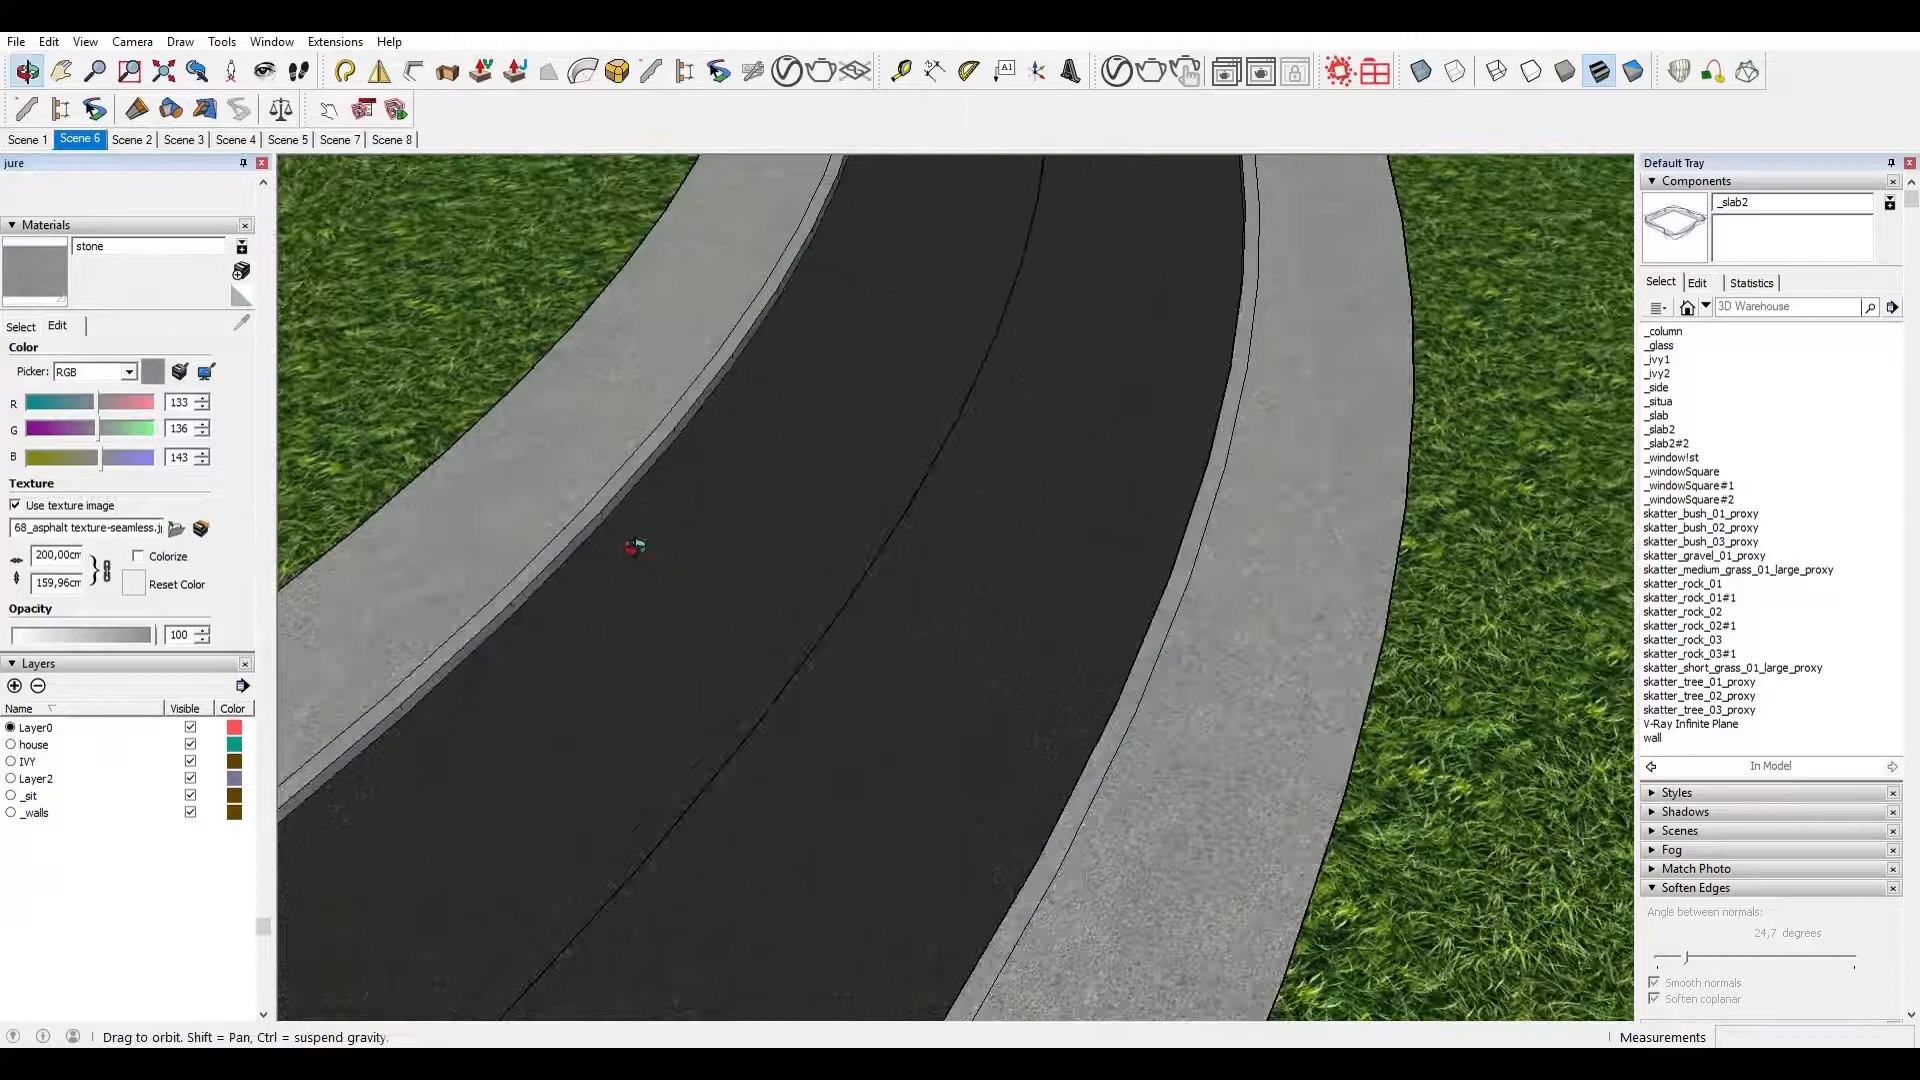 File Edit View Camera Draw Tools Window Extensions Help
Scene 1 Scene 6 Scene 2 Scene 3 Scene 4 Scene 5 Scene 7 Scene 8
jure
Materials
stone
Select Edit
Color
Picker: RGB
R 133
G 136
B 143
Texture
Use texture image
68_asphalt texture-seamless.j
200,00cm Colorize
159,96cm Reset Color
Opacity
100
Layers
Name Visible Color
Layer0
house
IVY
Layer2
_sit
_walls
Default Tray
Components
_slab2
Select Edit Statistics
3D Warehouse
_column
_glass
_ivy1
_ivy2
_side
_situa
_slab
_slab2
_slab2#2
_window!st
_windowSquare
_windowSquare#1
_windowSquare#2
skatter_bush_01_proxy
skatter_bush_02_proxy
skatter_bush_03_proxy
skatter_gravel_01_proxy
skatter_medium_grass_01_large_proxy
skatter_rock_01
skatter_rock_01#1
skatter_rock_02
skatter_rock_02#1
skatter_rock_03
skatter_rock_03#1
skatter_short_grass_01_large_proxy
skatter_tree_01_proxy
skatter_tree_02_proxy
skatter_tree_03_proxy
V-Ray Infinite Plane
wall
In Model
Styles
Shadows
Scenes
Fog
Match Photo
Soften Edges
Angle between normals:
24,7 degrees
Smooth normals
Soften coplanar
Drag to orbit. Shift = Pan, Ctrl = suspend gravity.
Measurements